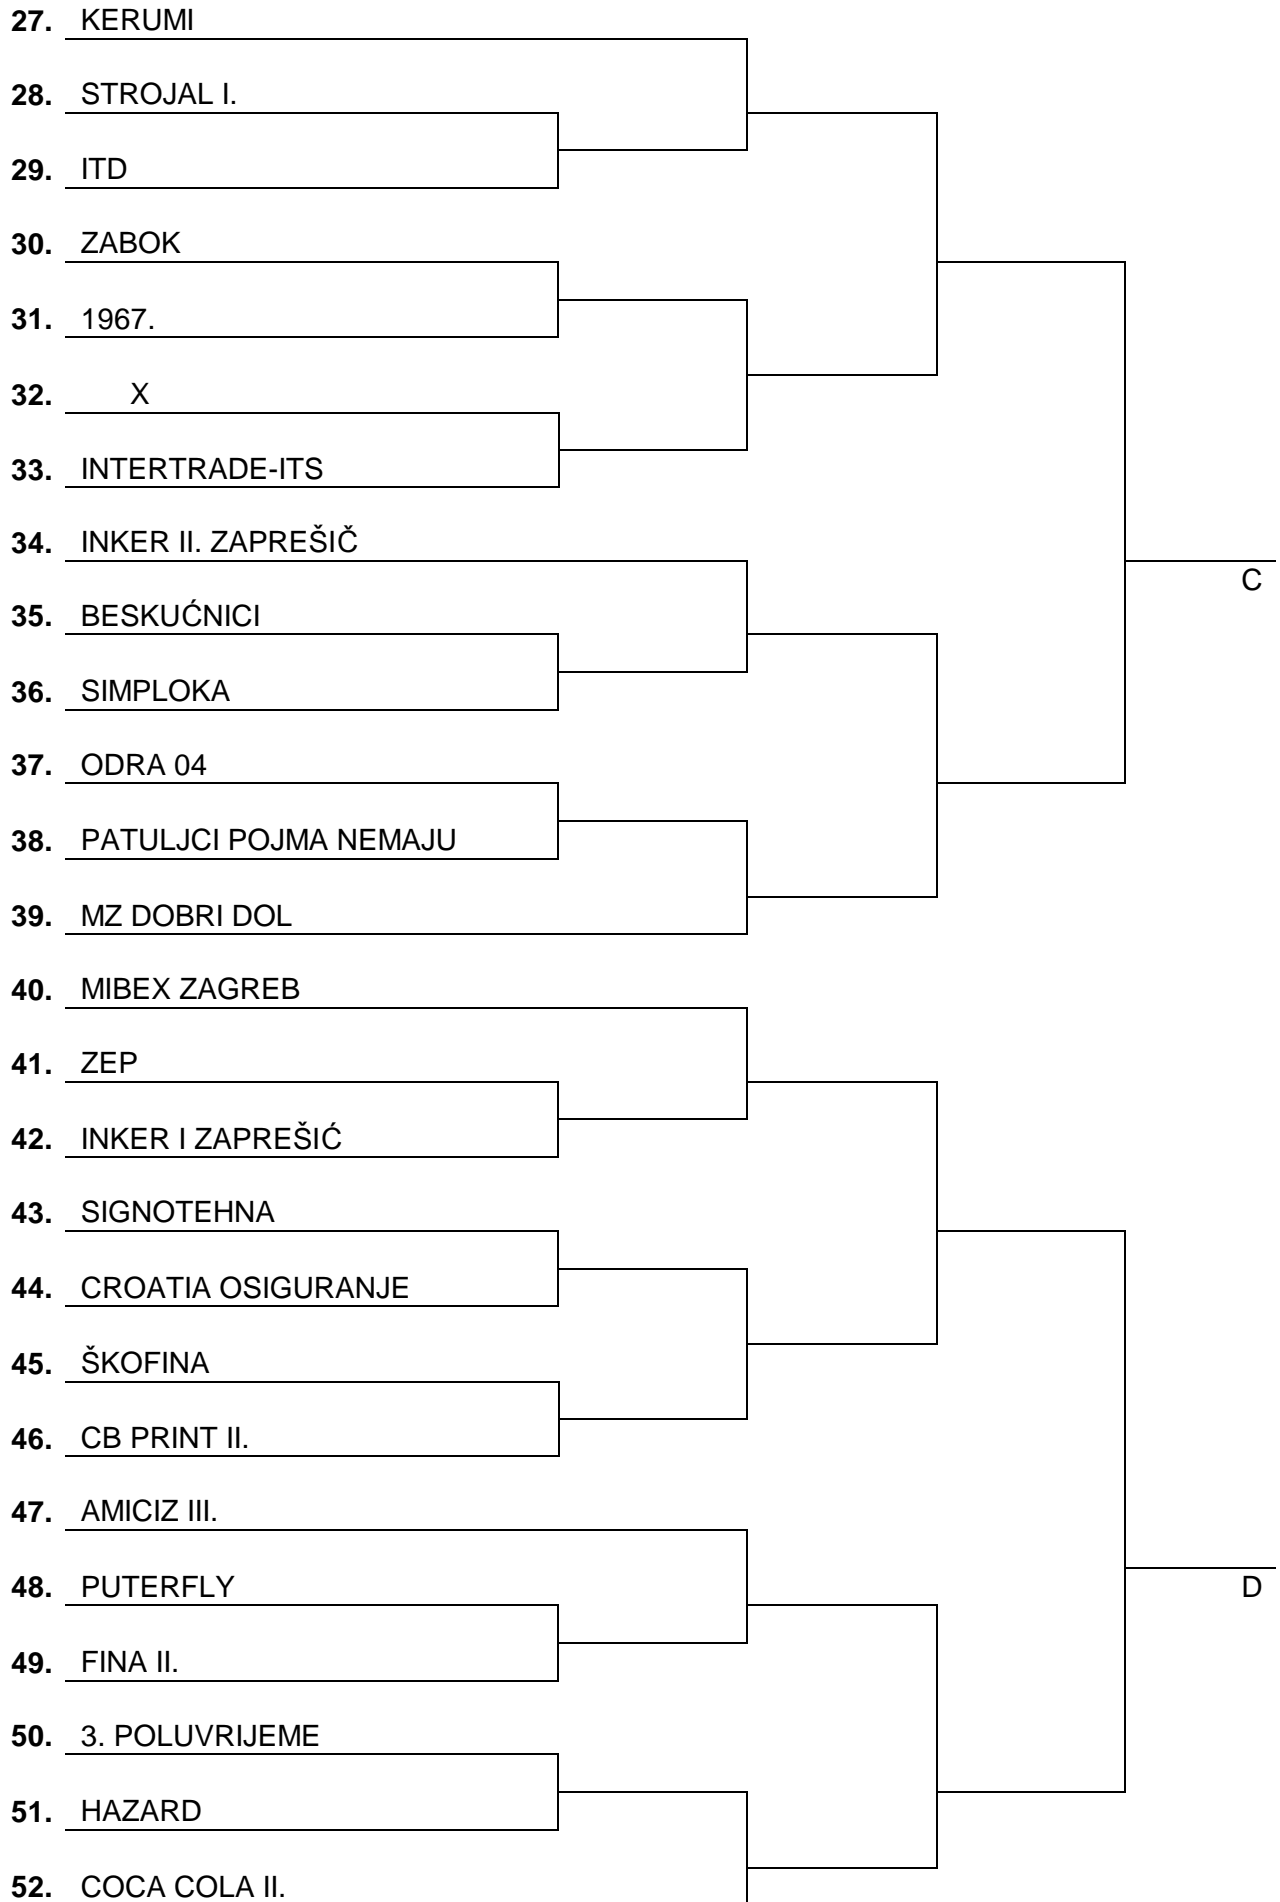 27. KERUMI
28. STROJAL I.
29. ITD
30. ZABOK
31. 1967.
32. X
33. INTERTRADE-ITS
34. INKER II. ZAPREŠIČ
C
35. BESKUĆNICI
36. SIMPLOKA
37. ODRA 04
38. PATULJCI POJMA NEMAJU
39. MZ DOBRI DOL
40. MIBEX ZAGREB
41. ZEP
42. INKER I ZAPREŠIĆ
43. SIGNOTEHNA
44. CROATIA OSIGURANJE
45. ŠKOFINA
46. CB PRINT II.
47. AMICIZ III.
48. PUTERFLY
D
49. FINA II.
50. 3. POLUVRIJEME
51. HAZARD
52. COCA COLA II.